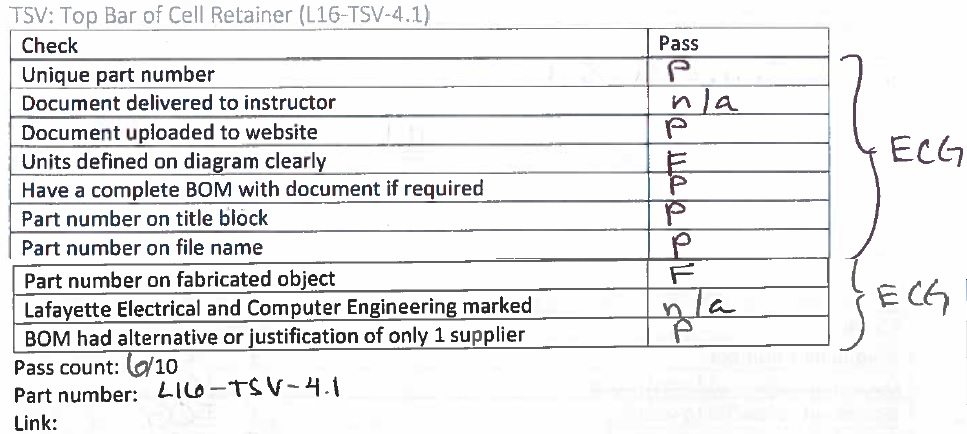 TSV: Top Bar of Cell Retainer (L16-TSV-4.1)
Check Pass
Unique part number P
Document delivered to instructor n/a
Document uploaded to website P
Units defined on diagram clearly F
Have a complete BOM with document if required P
Part number on title block P
Part number on file name P
ECG
Part number on fabricated object F
Lafayette Electrical and Computer Engineering marked n/a
BOM had alternative or justification of only 1 supplier P
ECG
Pass count: 6/10
Part number: L16-TSV-4.1
Link: